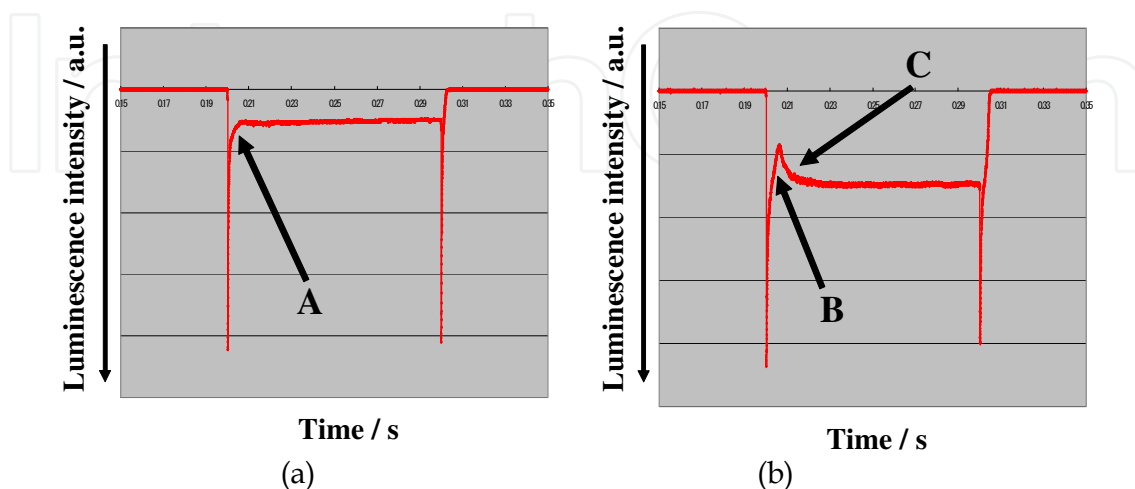 Luminescence intensity / a.u.
0.15 0.17 0.19 0.21 0.23 0.25 0.27 0.29 0.31 0.33 0.35
A
Time / s
(a)
Luminescence intensity / a.u.
C
0.15 0.17 0.19 0.21 0.23 0.25 0.27 0.29 0.31 0.33 0.35
B
Time / s
(b)